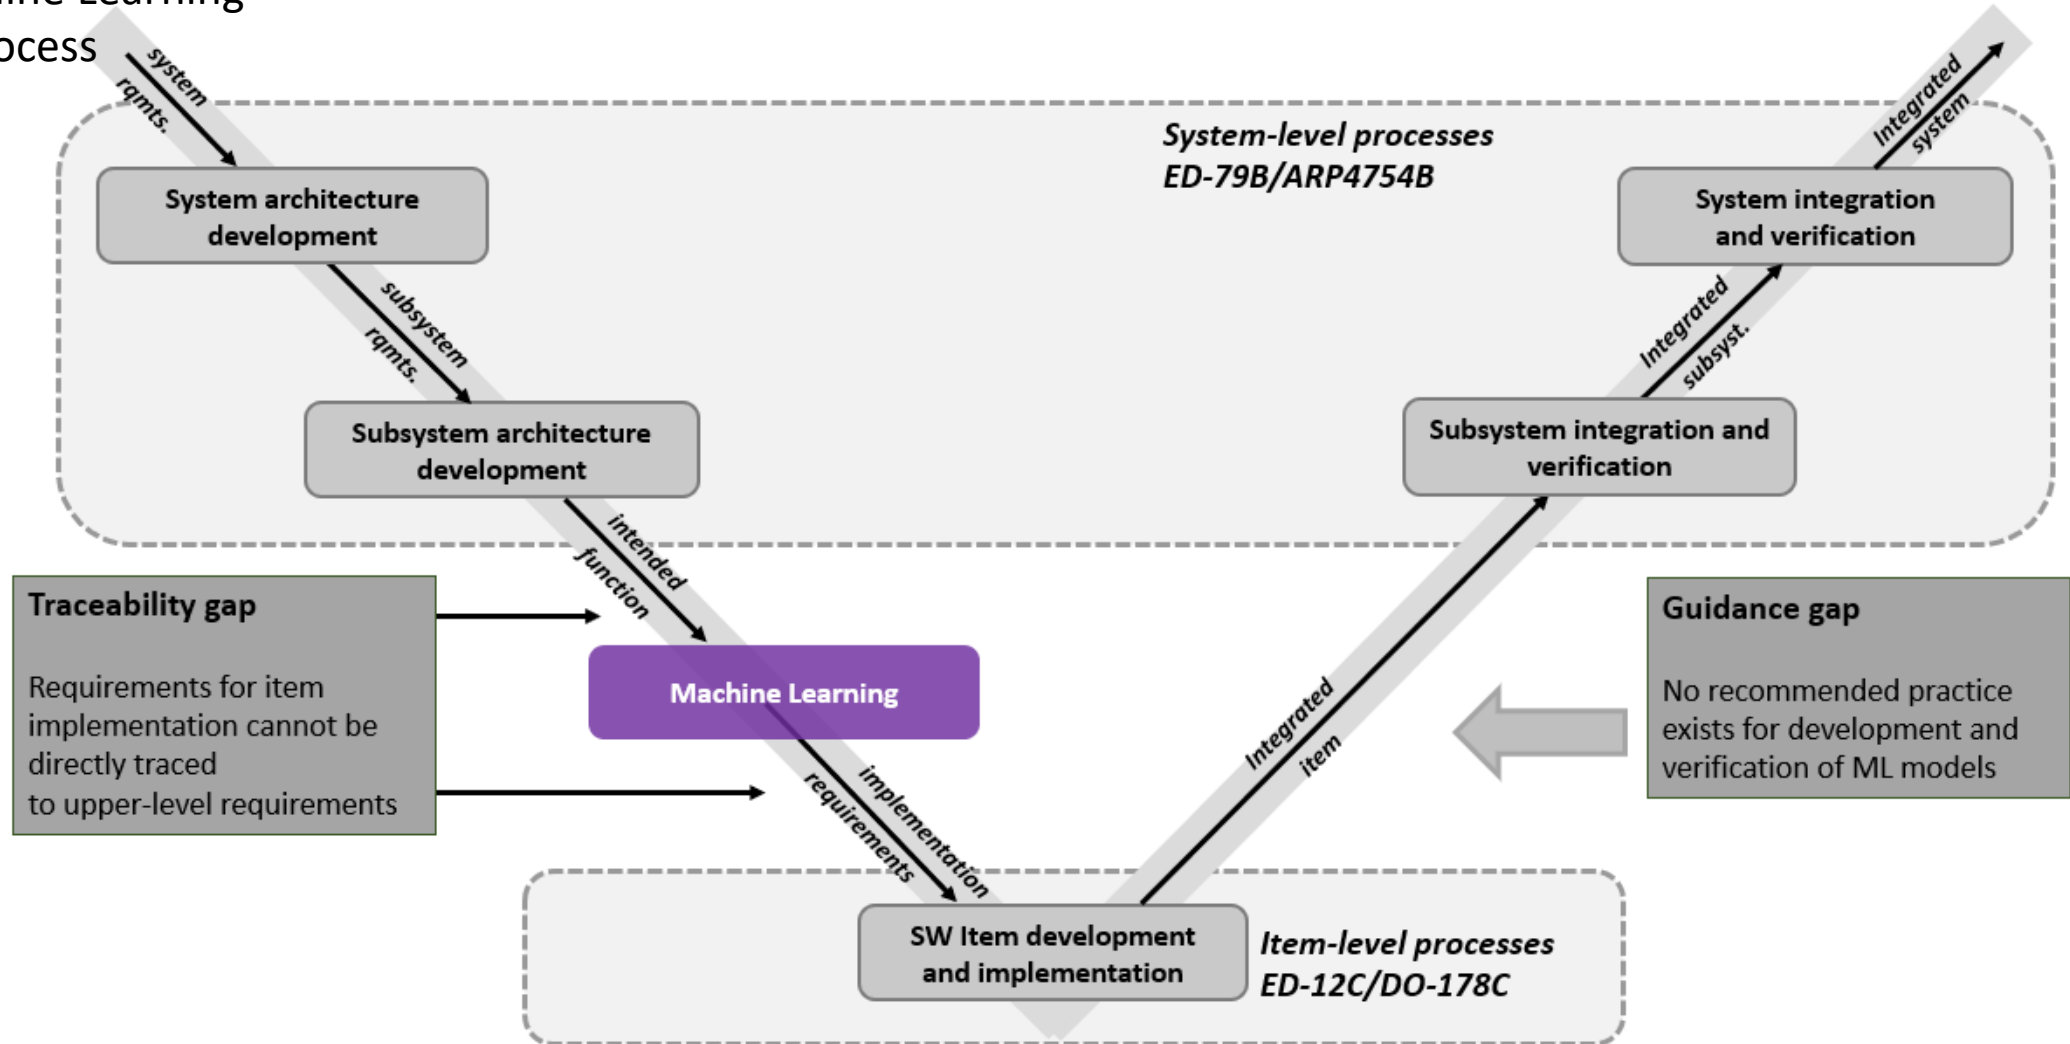 ocess
system
rqmts.
System-level processes
ED-79B/ARP4754B
Integrated
system
System architecture
development
System integration
and verification
subsystem
rqmts.
Integrated
subsyst.
Subsystem architecture
development
Subsystem integration and
verification
intended
function
Traceability gap
Requirements for item
implementation cannot be
directly traced
to upper-level requirements
Guidance gap
No recommended practice
exists for development and
verification of ML models
Machine Learning
implementation
requirements
Integrated
item
SW Item development
and implementation
Item-level processes
ED-12C/DO-178C